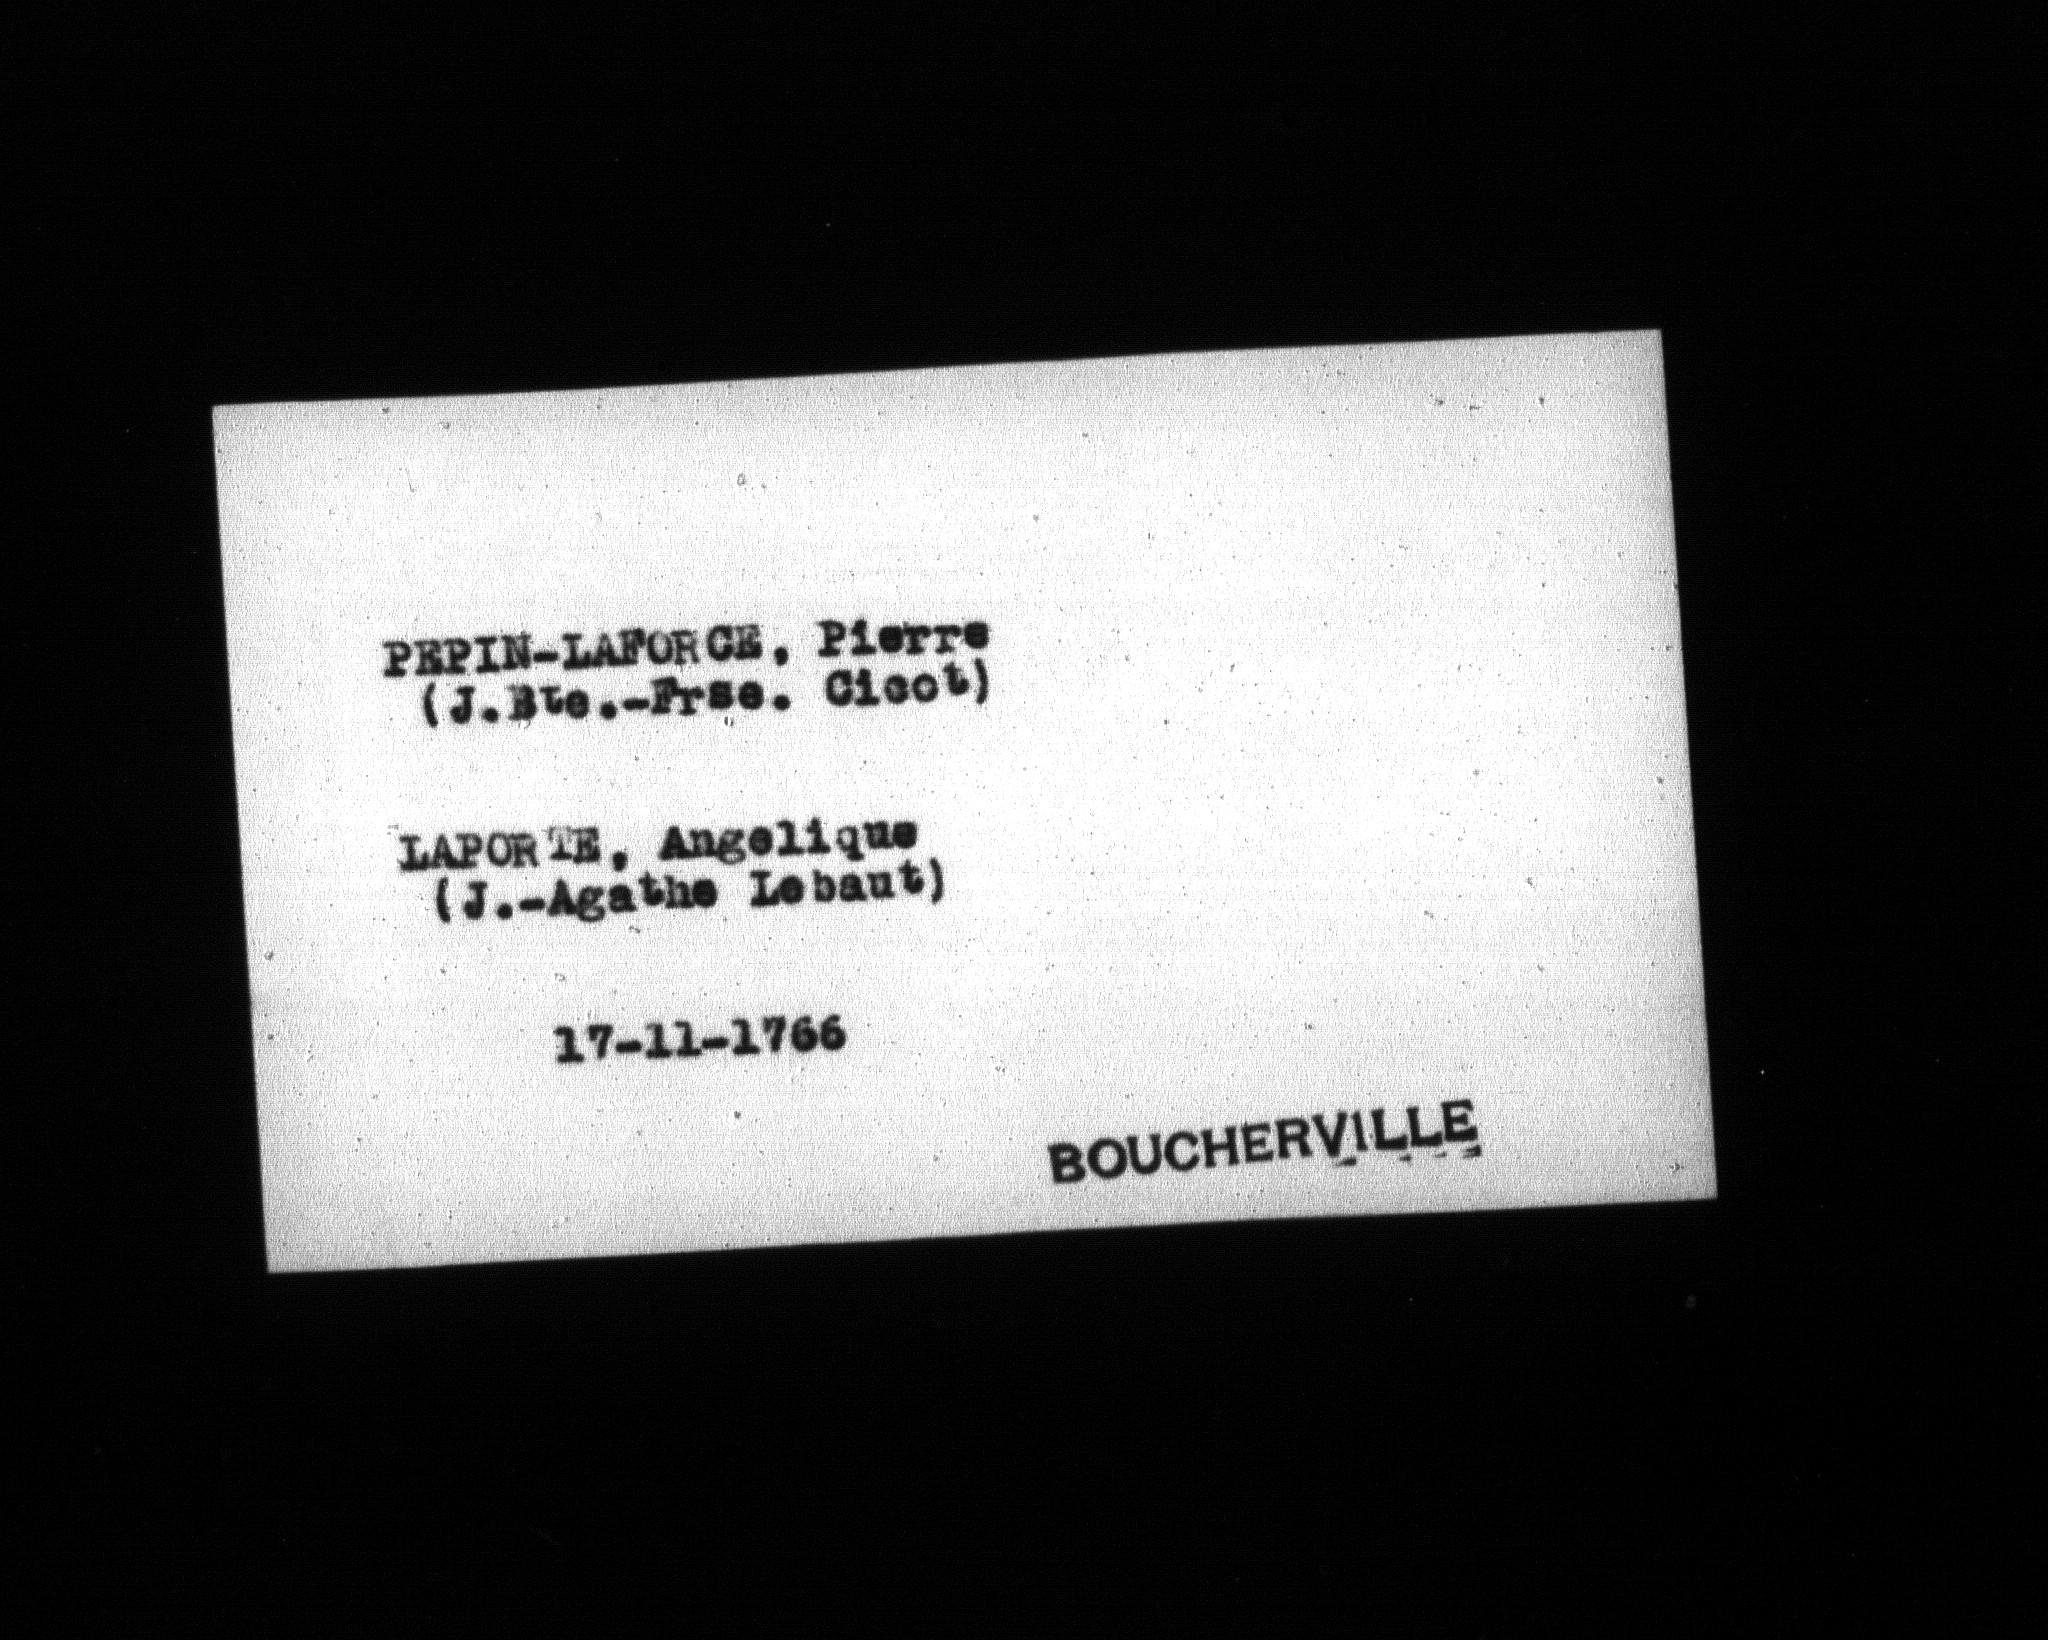 PEPIN-LAFORCE, Pierre
(J.Bte.-Frse. Cicot)
LAPORTE, Angelique
(J.-Agathe Lebaut)
17-11-1766
BOUCHERVILLE